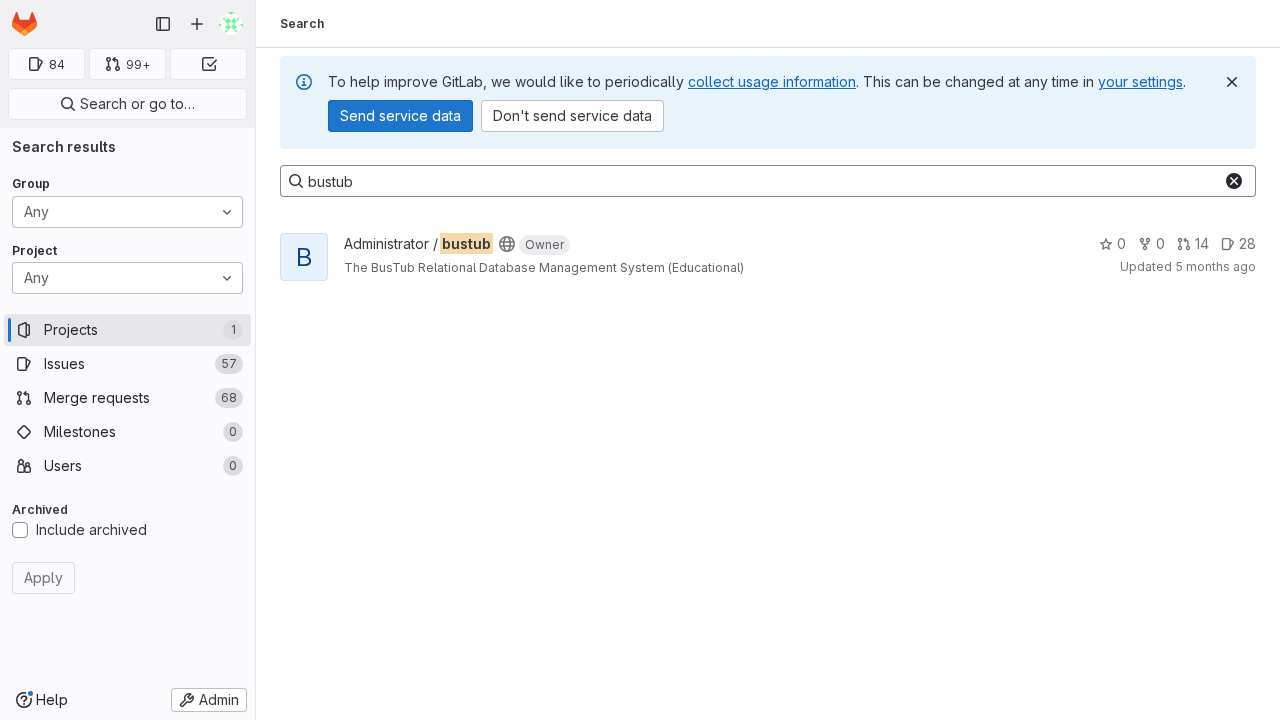 84
99+
Search or go to…
Search results
Group
Any
Project
Any
Projects 1
Issues 57
Merge requests 68
Milestones 0
Users 0
Archived
Include archived
Apply
Help
Admin
Search
To help improve GitLab, we would like to periodically collect usage information. This can be changed at any time in your settings.
Send service data
Don't send service data
bustub
B
Administrator / bustub Owner
The BusTub Relational Database Management System (Educational)
0 0 14 28
Updated 5 months ago